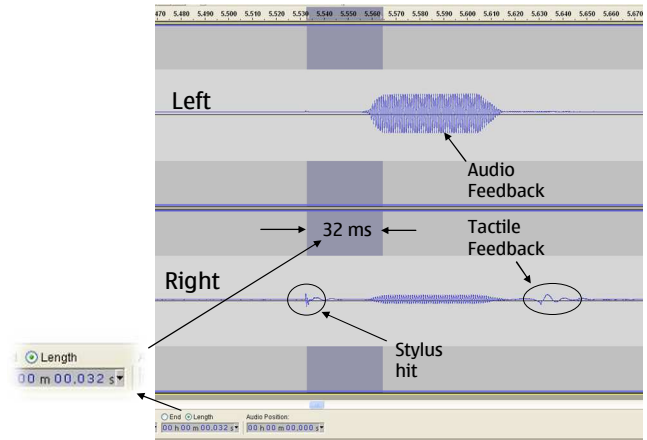 470 5.480 5.490 5.500 5.510 5.520 5.530 5.540 5.550 5.560 5.570 5.580 5.590 5.600 5.610 5.620 5.630 5.640 5.650 5.660 5.670
Left
Audio
Feedback
32 ms
Tactile
Feedback
Right
Stylus
hit
Length
00 m 00.032 s
End Length Audio Position:
00 h 00 m 00.032 s 00 h 00 m 00.000 s